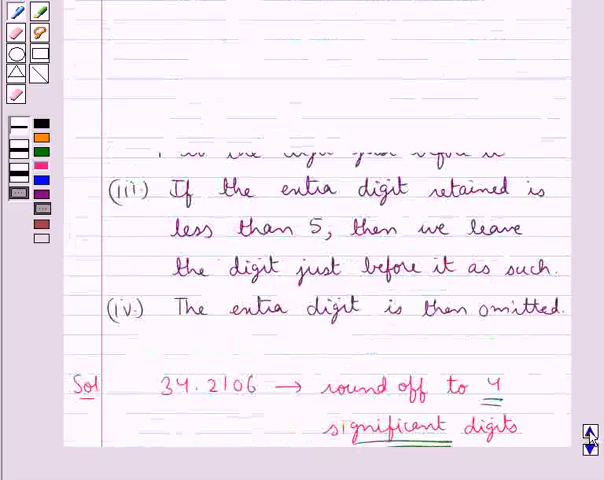 (iii.) If the extra digit retained is
less than 5, then we leave
the digit just before it as such.
(iv.) The extra digit is then omitted.
Sol 34.2106 → round off to 4
significant digits